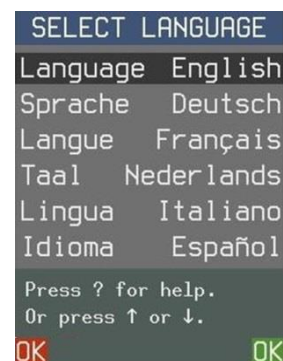 SELECT LANGUAGE
Language English
Sprache Deutsch
Langue Français
Taal Nederlands
Lingua Italiano
Idioma Español
Press ? for help.
Or press ↑ or ↓.
OK OK